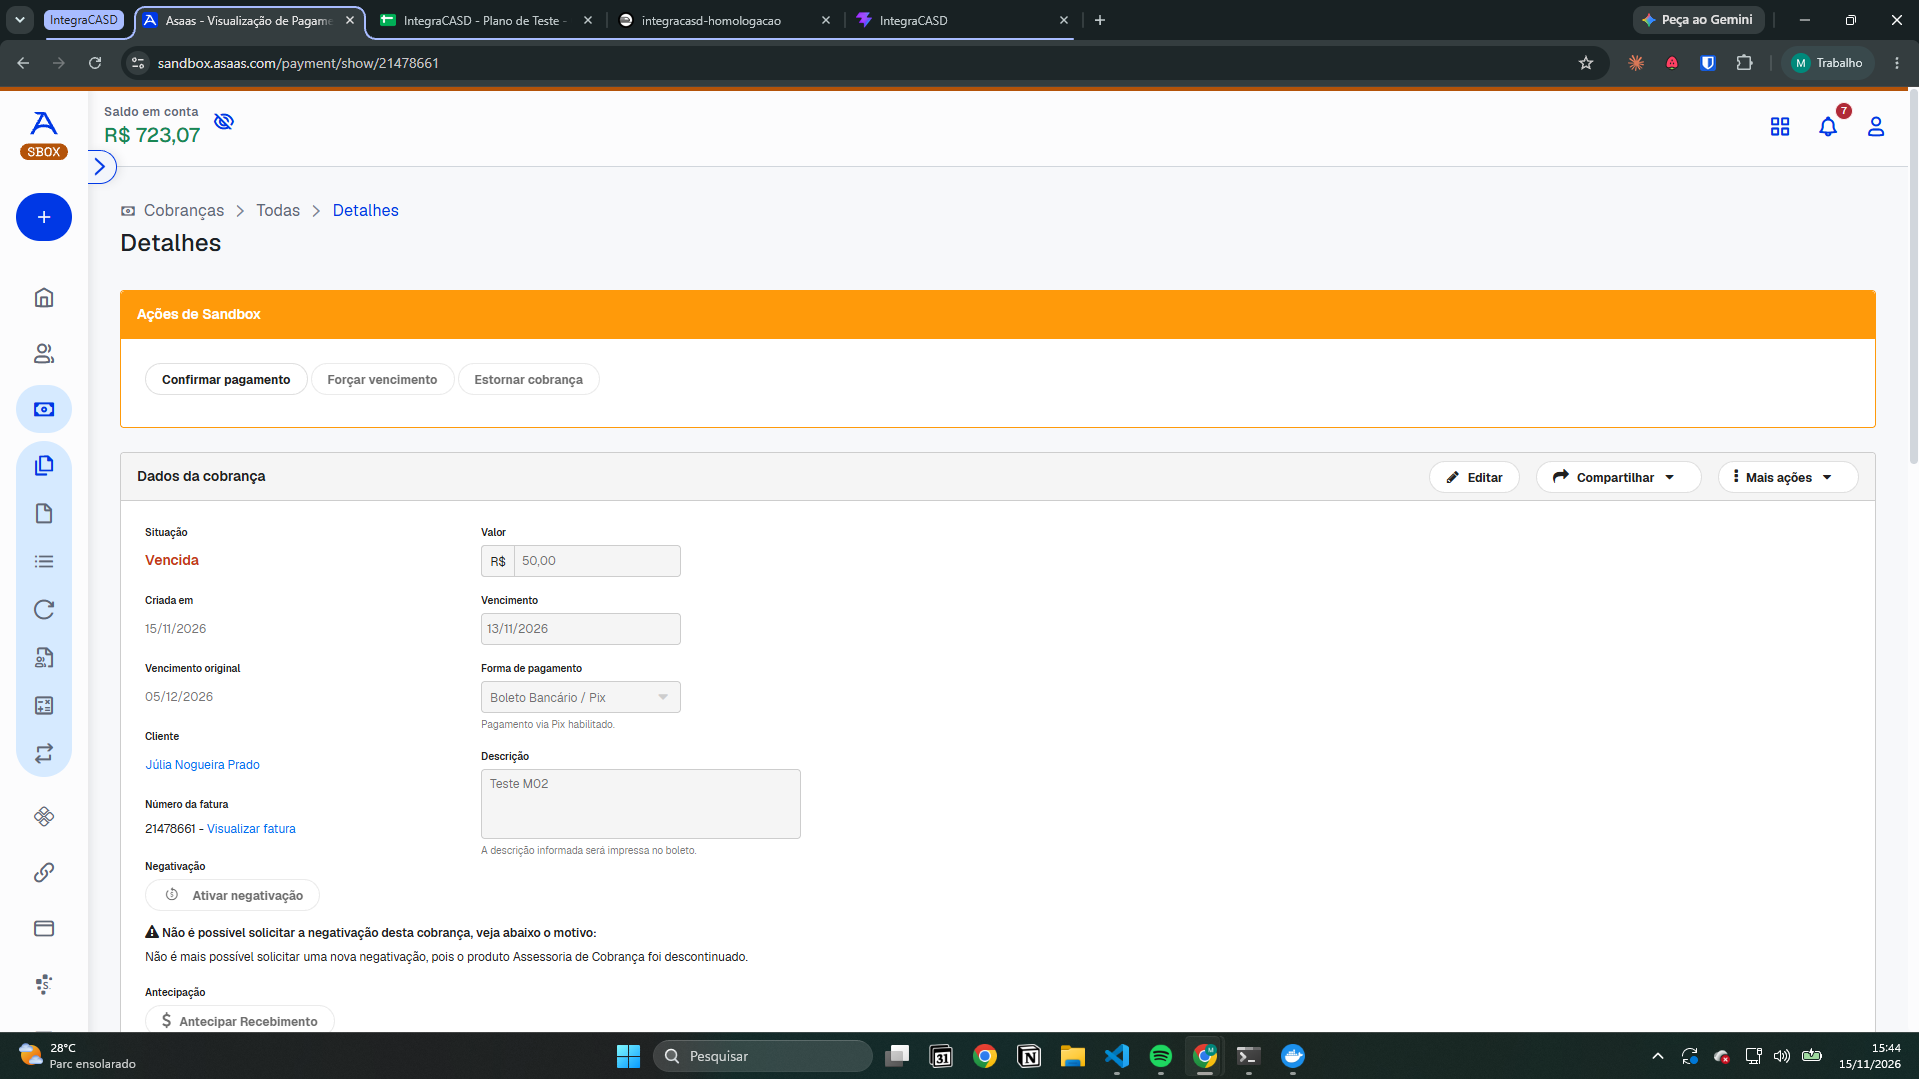 IntegraCASD
Asaas - Visualização de Pagame
IntegraCASD - Plano de Teste -
integracasd-homologacao
IntegraCASD
Peça ao Gemini
sandbox.asaas.com/payment/show/21478661
M
Trabalho
SBOX
Saldo em conta
R$ 723,07
7
Cobranças
Todas
Detalhes
Detalhes
Ações de Sandbox
Confirmar pagamento
Forçar vencimento
Estornar cobrança
Dados da cobrança
Editar
Compartilhar
Mais ações
Situação
Vencida
Valor
R$ 50,00
Criada em
15/11/2026
Vencimento
13/11/2026
Vencimento original
05/12/2026
Forma de pagamento
Boleto Bancário / Pix
Pagamento via Pix habilitado.
Cliente
Júlia Nogueira Prado
Descrição
Teste M02
A descrição informada será impressa no boleto.
Número da fatura
21478661 - Visualizar fatura
Negativação
Ativar negativação
Não é possível solicitar a negativação desta cobrança, veja abaixo o motivo:
Não é mais possível solicitar uma nova negativação, pois o produto Assessoria de Cobrança foi descontinuado.
Antecipação
$ Antecipar Recebimento
28°C
Parc ensolarado
Pesquisar
31
15:44
15/11/2026